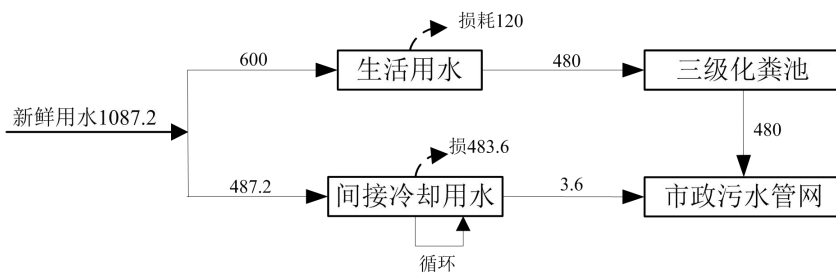 损耗120
600
生活用水
480
三级化粪池
新鲜用水1087.2
480
损483.6
487.2
间接冷却用水
3.6
市政污水管网
循环